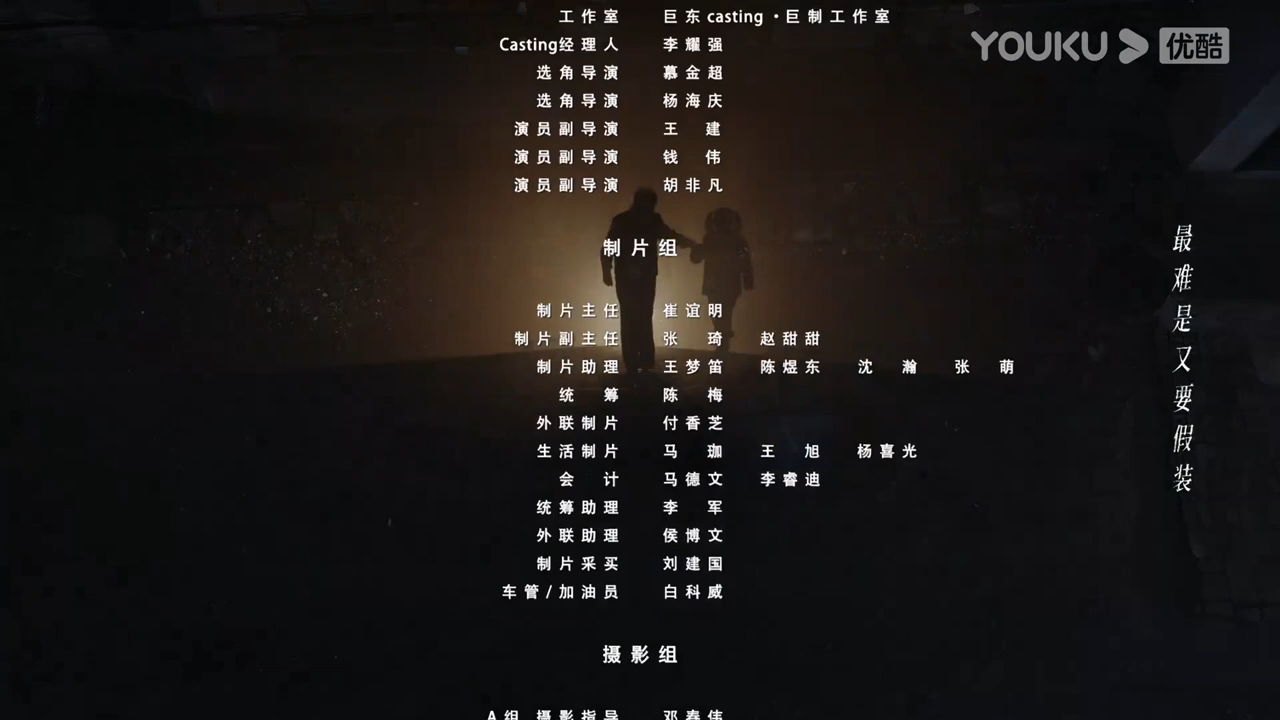 工作室 巨东casting·巨制工作室
Casting经理人 李耀强
选角导演 慕金超
选角导演 杨海庆
演员副导演 王建
演员副导演 钱伟
演员副导演 胡非凡
制片组
制片主任 崔谊明
制片副主任 张琦 赵甜甜
制片助理 王梦笛 陈煜东 沈瀚 张萌
统筹 陈梅
外联制片 付香芝
生活制片 马珈 王旭 杨喜光
会计 马德文 李睿迪
统筹助理 李军
外联助理 侯博文
制片采买 刘建国
车管/加油员 白科威
摄影组
A组 摄影指导 邓春伟
YOUKU 优酷
最难是又要假装